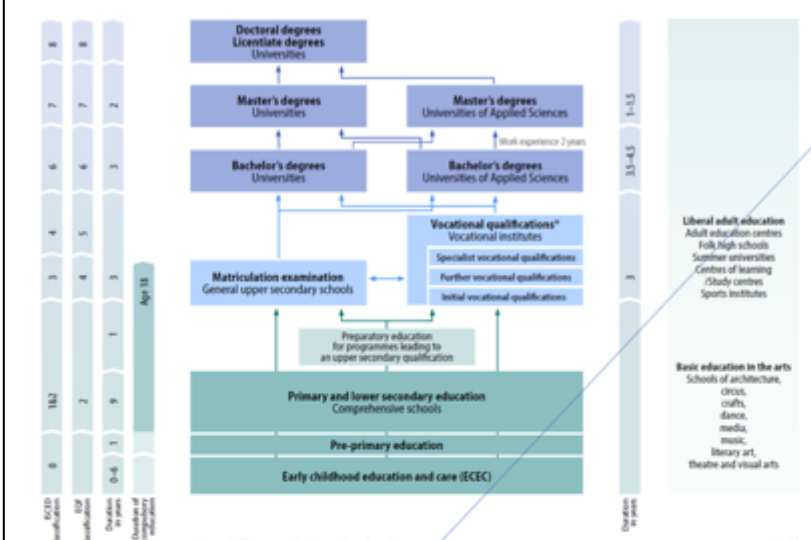 Doctoral degrees
Licentiate degrees
Universities
Master's degrees
Universities
Master's degrees
Universities of Applied Sciences
Work experience 2 years
Bachelor's degrees
Universities
Bachelor's degrees
Universities of Applied Sciences
Vocational qualifications*
Vocational institutes
Specialist vocational qualifications
Further vocational qualifications
Initial vocational qualifications
Matriculation examination
General upper secondary schools
Preparatory education
for programmes leading to
an upper secondary qualification
Primary and lower secondary education
Comprehensive schools
Pre-primary education
Early childhood education and care (ECEC)
8
7
6
4
3
1&2
0
ISCED
8
7
6
5
4
2
EQF
2
3
3
1
9
1
0-6
Duration
in years
Duration of
compulsory
education
1–1,5
3,5–4,5
3
Duration
in years
Liberal adult education
Adult education centres
Folk high schools
Summer universities
Centres of learning
/Study centres
Sports institutes
Basic education in the arts
Schools of architecture,
circus,
crafts,
dance,
media,
music,
literary art,
theatre and visual arts